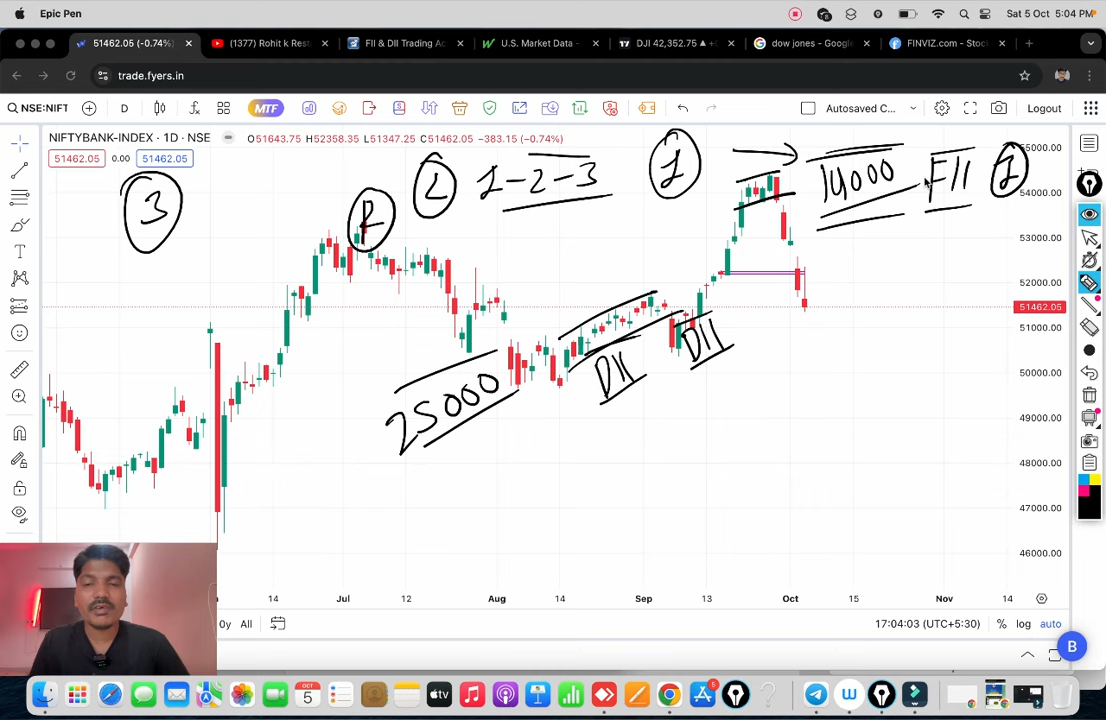 Epic Pen
Sat 5 Oct 5:04 PM
51462.05 (-0.74%)
(1377) Rohit k Rest
FII & DII Trading Ac
U.S. Market Data -
DJI 42,352.75
dow jones - Google
FINVIZ.com - Stoc
trade.fyers.in
NSE:NIFT
D
MTF
Autosaved C...
Logout
NIFTYBANK-INDEX · 1D · NSE
O51643.75 H52358.35 L51347.25 C51462.05 -383.15 (-0.74%)
51462.05
0.00
51462.05
55000.00
54000.00
53000.00
52000.00
51462.05
51000.00
50000.00
49000.00
48000.00
47000.00
46000.00
3
2
1-2-3
1
14000
FII
1
25000
DII
DII
14
Jul
12
Aug
14
Sep
13
Oct
15
Nov
14
0y
All
17:04:03 (UTC+5:30)
%
log
auto
B
OCT
5
tv
6
w